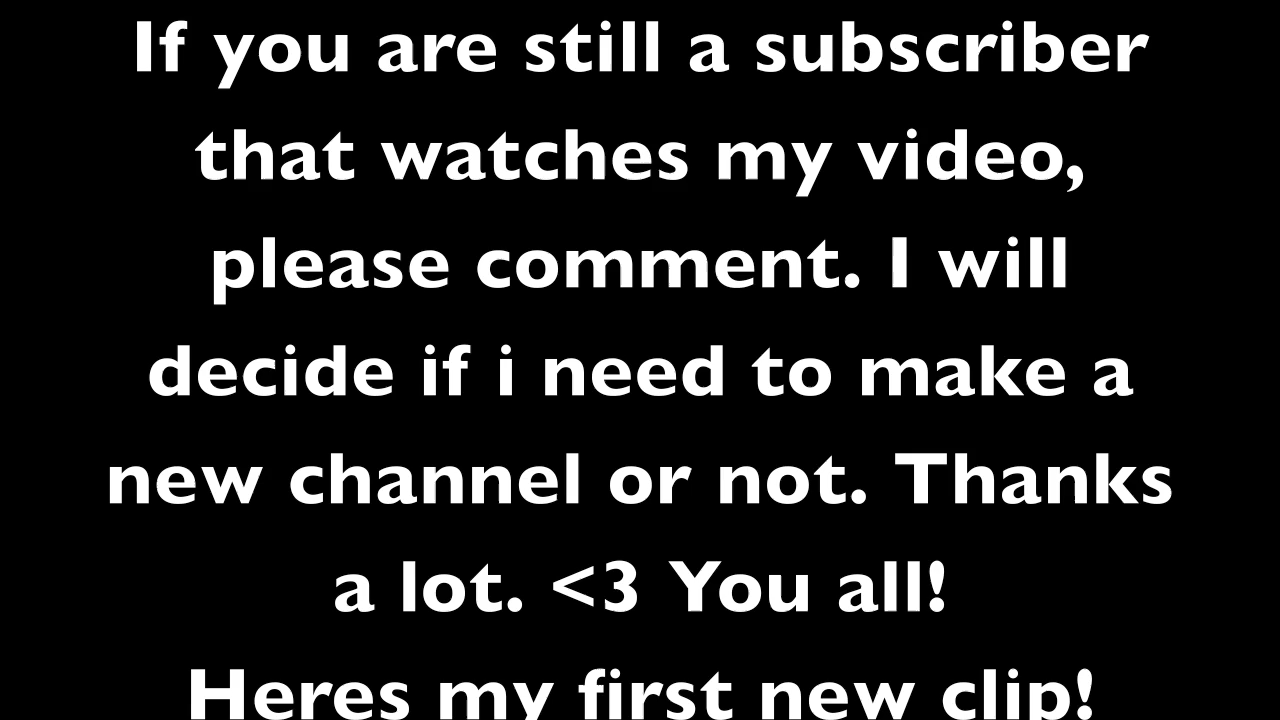 If you are still a subscriber
that watches my video,
please comment. I will
decide if i need to make a
new channel or not. Thanks
a lot. <3 You all!
Heres my first new clip!